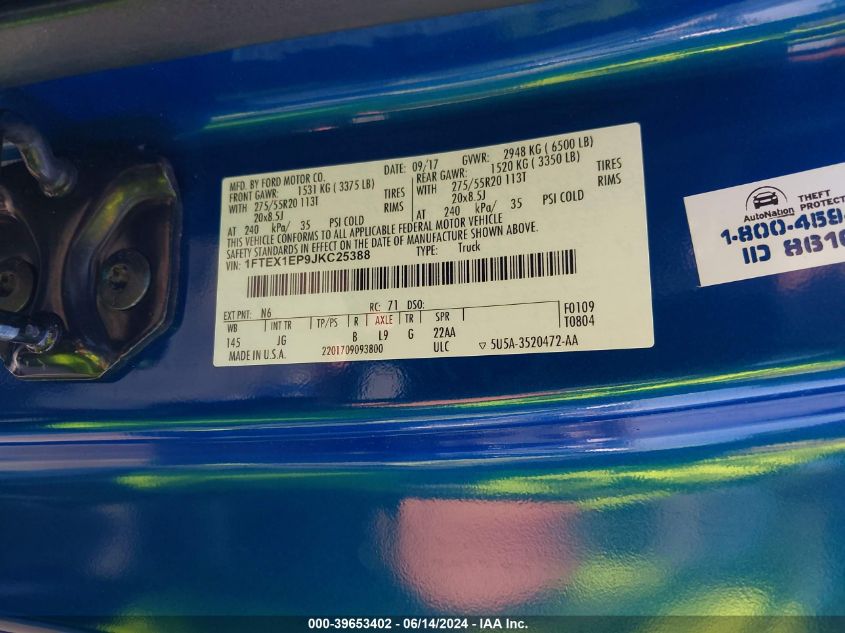 MFD. BY FORD MOTOR CO. DATE: 09/17 GVWR: 2948 KG ( 6500 LB)
FRONT GAWR: 1531 KG ( 3375 LB) REAR GAWR: 1520 KG ( 3350 LB)
WITH 275/55R20 113T TIRES WITH 275/55R20 113T TIRES
20x8.5J RIMS 20x8.5J RIMS
AT 240 kPa/ 35 PSI COLD AT 240 kPa/ 35 PSI COLD
THIS VEHICLE CONFORMS TO ALL APPLICABLE FEDERAL MOTOR VEHICLE
SAFETY STANDARDS IN EFFECT ON THE DATE OF MANUFACTURE SHOWN ABOVE.
VIN: 1FTEX1EP9JKC25388 TYPE: Truck
EXT PNT: N6 RC: 71 DSO: F0109
WB INT TR TP/PS R AXLE TR SPR T0804
145 JG B L9 G 22AA
MADE IN U.S.A. 2201709093800 ULC ▽ 5U5A-3520472-AA
AutoNation THEFT
1-800-459-
ID
000-39653402 - 06/14/2024 - IAA Inc.